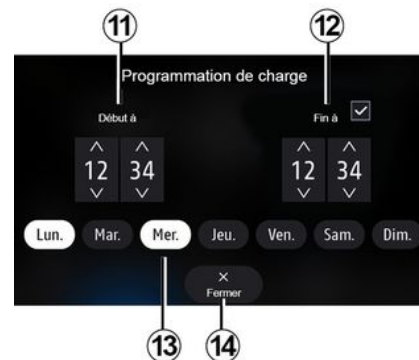 11 12
Programmation de charge
Début à Fin à
12 34 12 34
Lun. Mar. Mer. Jeu. Ven. Sam. Dim.
Fermer
13 14